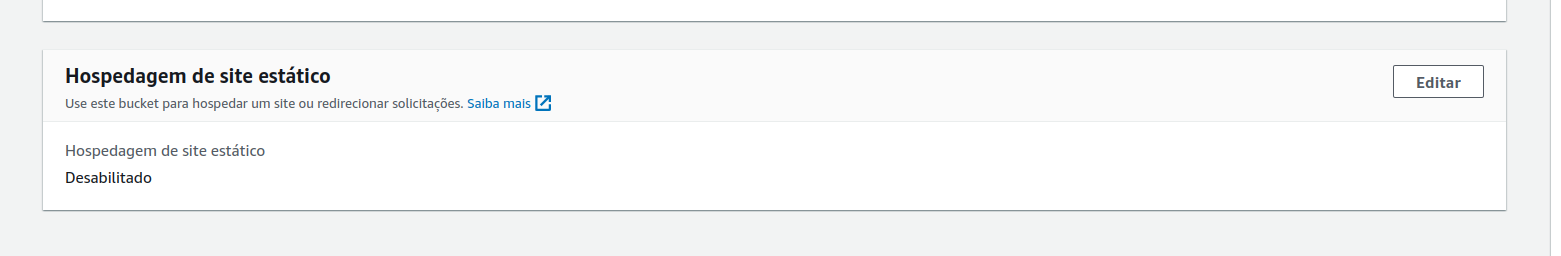 Hospedagem de site estático
Editar
Use este bucket para hospedar um site ou redirecionar solicitações. Saiba mais
Hospedagem de site estático
Desabilitado